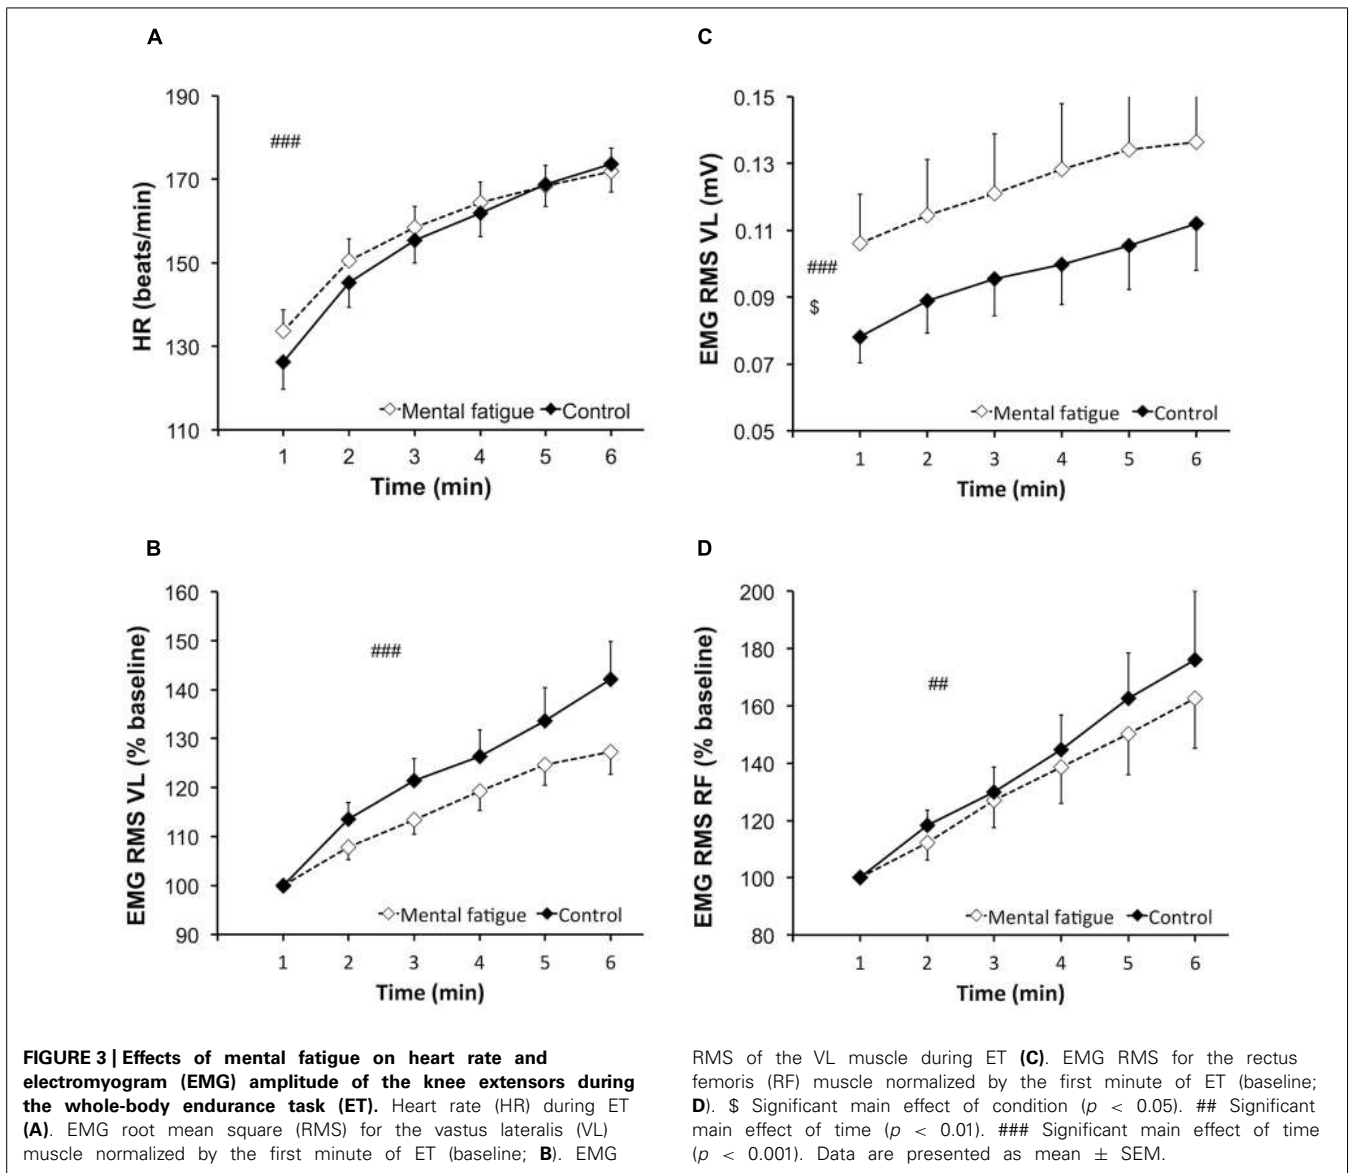 A
190
170
150
130
110
HR (beats/min)
###
Mental fatigue Control
1 2 3 4 5 6
Time (min)
B
160
150
140
130
120
110
100
90
EMG RMS VL (% baseline)
###
Mental fatigue Control
1 2 3 4 5 6
Time (min)
C
0.15
0.13
0.11
0.09
0.07
0.05
EMG RMS VL (mV)
###
$
Mental fatigue Control
1 2 3 4 5 6
Time (min)
D
200
180
160
140
120
100
80
EMG RMS RF (% baseline)
##
Mental fatigue Control
1 2 3 4 5 6
Time (min)
FIGURE 3 | Effects of mental fatigue on heart rate and
electromyogram (EMG) amplitude of the knee extensors during
the whole-body endurance task (ET). Heart rate (HR) during ET
(A). EMG root mean square (RMS) for the vastus lateralis (VL)
muscle normalized by the first minute of ET (baseline; B). EMG
RMS of the VL muscle during ET (C). EMG RMS for the rectus
femoris (RF) muscle normalized by the first minute of ET (baseline;
D). $ Significant main effect of condition (p < 0.05). ## Significant
main effect of time (p < 0.01). ### Significant main effect of time
(p < 0.001). Data are presented as mean ± SEM.